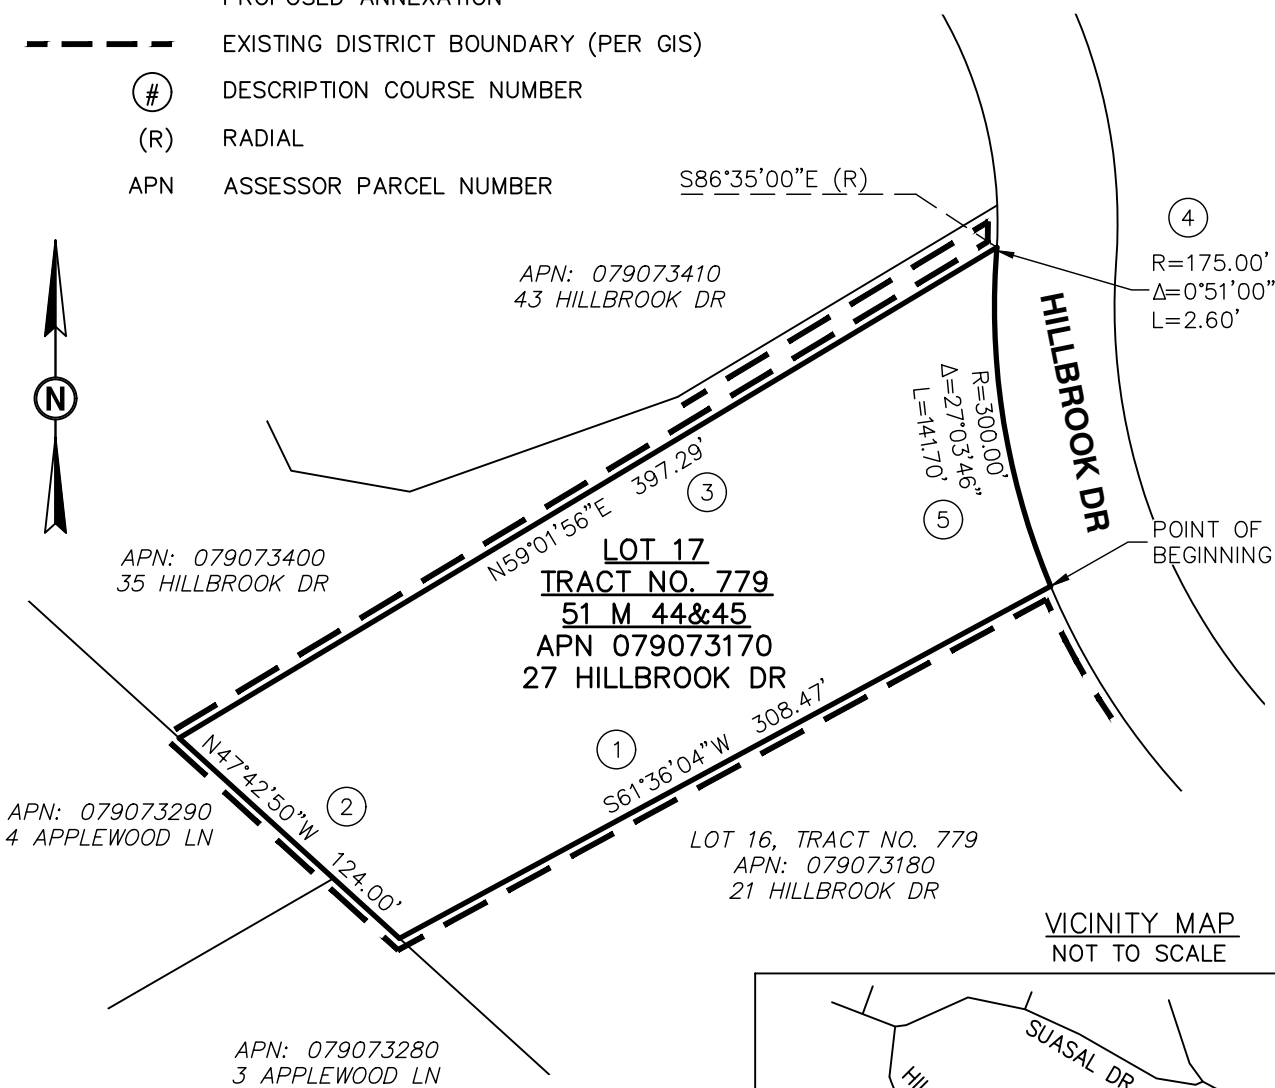 PROPOSED ANNEXATION
EXISTING DISTRICT BOUNDARY (PER GIS)
# DESCRIPTION COURSE NUMBER
(R) RADIAL
APN ASSESSOR PARCEL NUMBER
S86°35'00"E (R)
4
R=175.00'
Δ=0°51'00"
L=2.60'
APN: 079073410
43 HILLBROOK DR
N
HILLBROOK DR
R=300.00'
Δ=27°03'46"
L=141.70'
5
N59°01'56"E 397.29'
3
POINT OF
BEGINNING
APN: 079073400
35 HILLBROOK DR
LOT 17
TRACT NO. 779
51 M 44&45
APN 079073170
27 HILLBROOK DR
S61°36'04"W 308.47'
1
N47°42'50"W 124.00'
2
APN: 079073290
4 APPLEWOOD LN
LOT 16, TRACT NO. 779
APN: 079073180
21 HILLBROOK DR
VICINITY MAP
NOT TO SCALE
APN: 079073280
3 APPLEWOOD LN
SUASAL DR